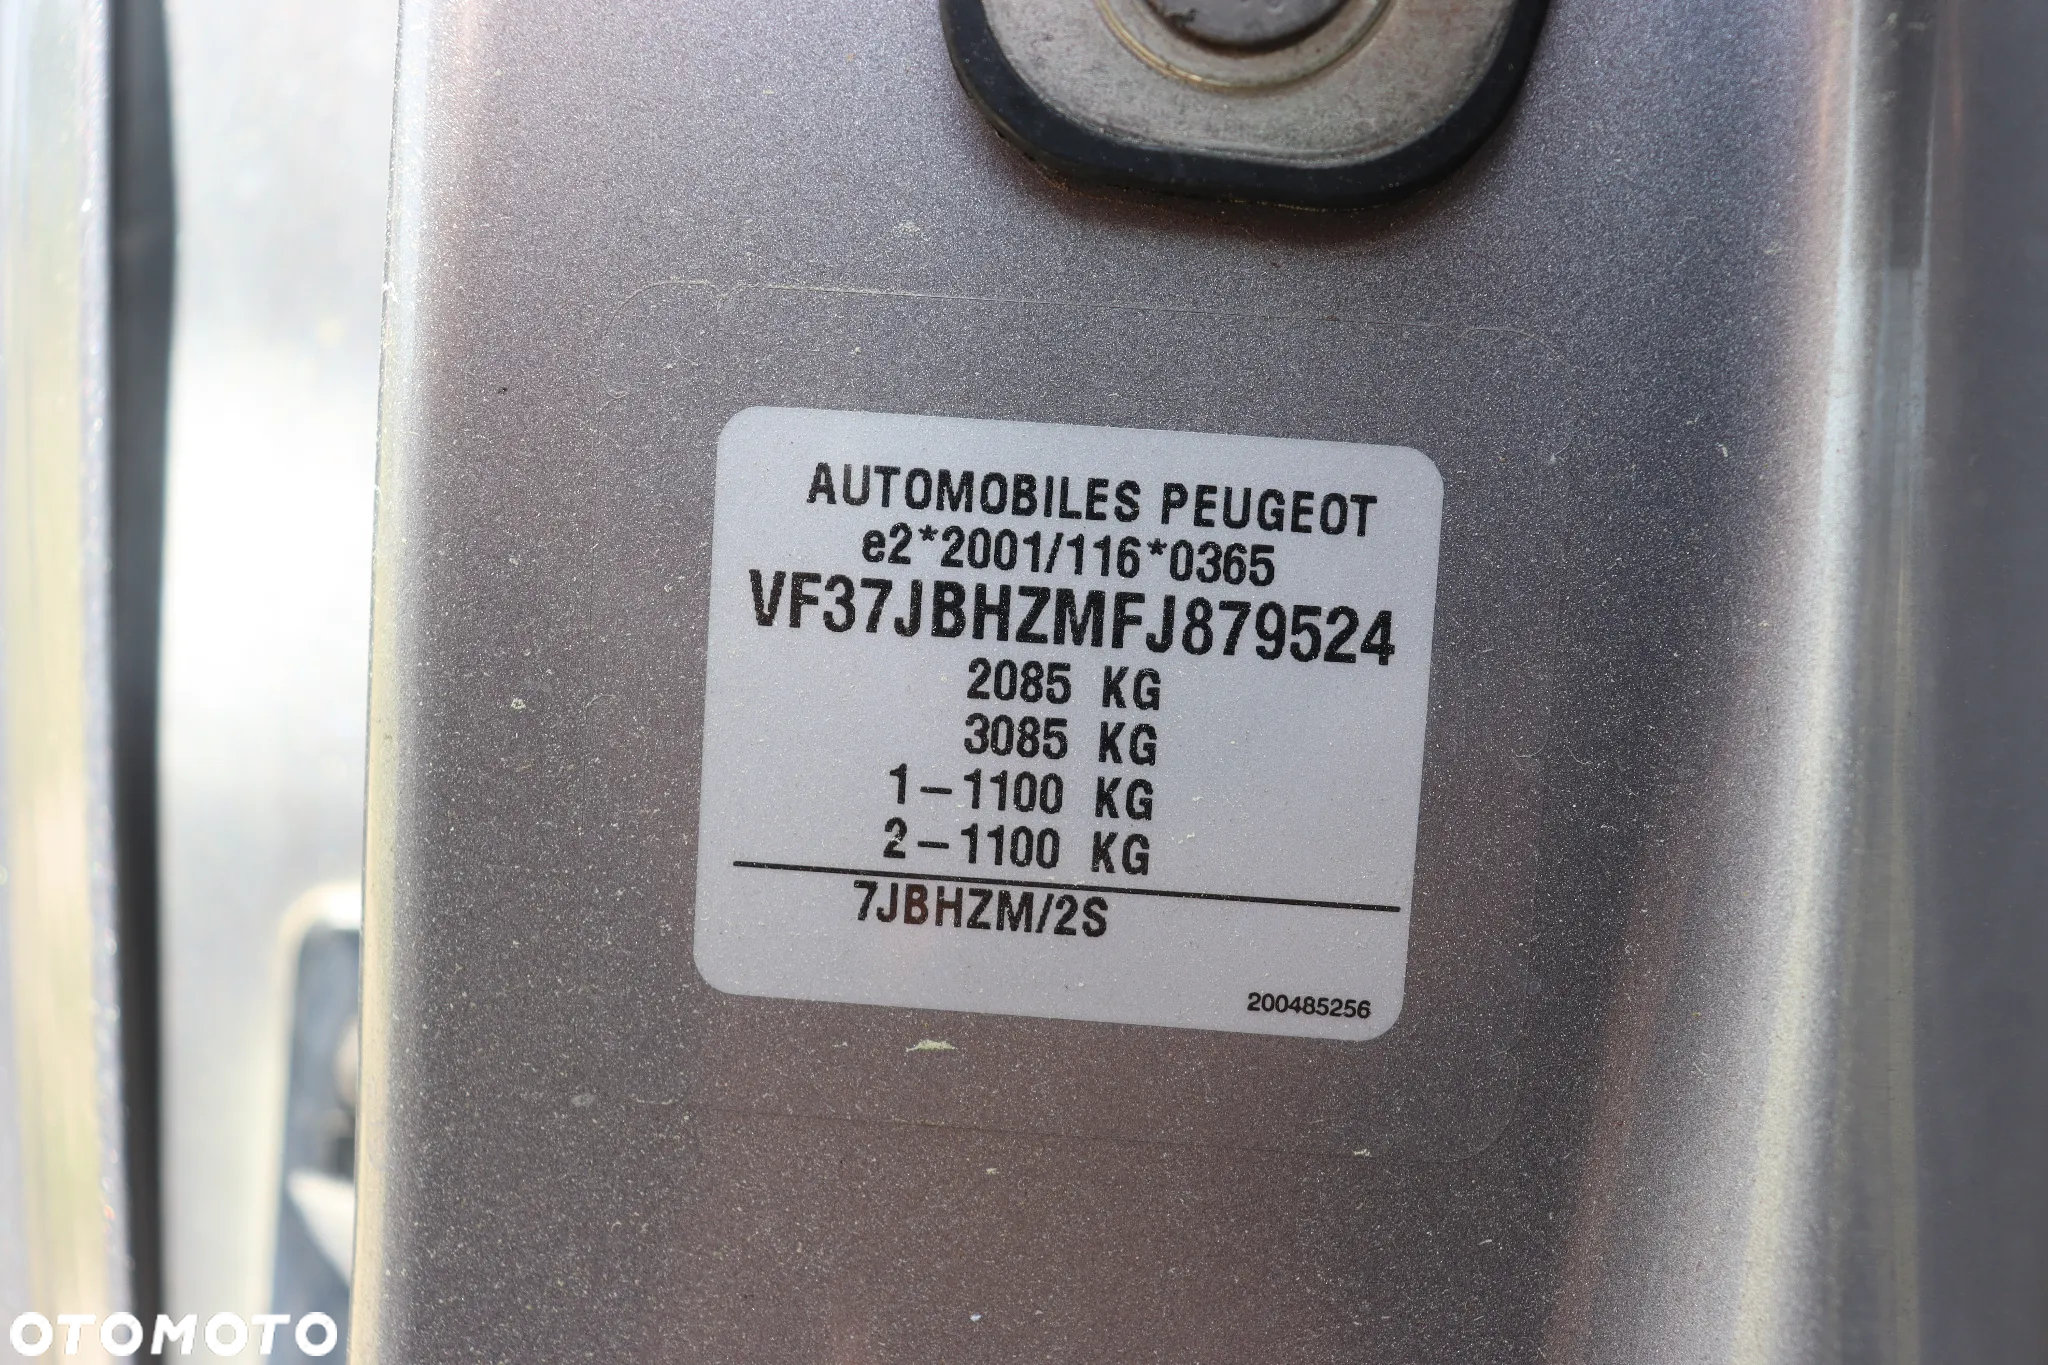 AUTOMOBILES PEUGEOT
e2*2001/116*0365
VF37JBHZMFJ879524
2085 KG
3085 KG
1-1100 KG
2-1100 KG
7JBHZM/2S
200485256
OTOMOTO